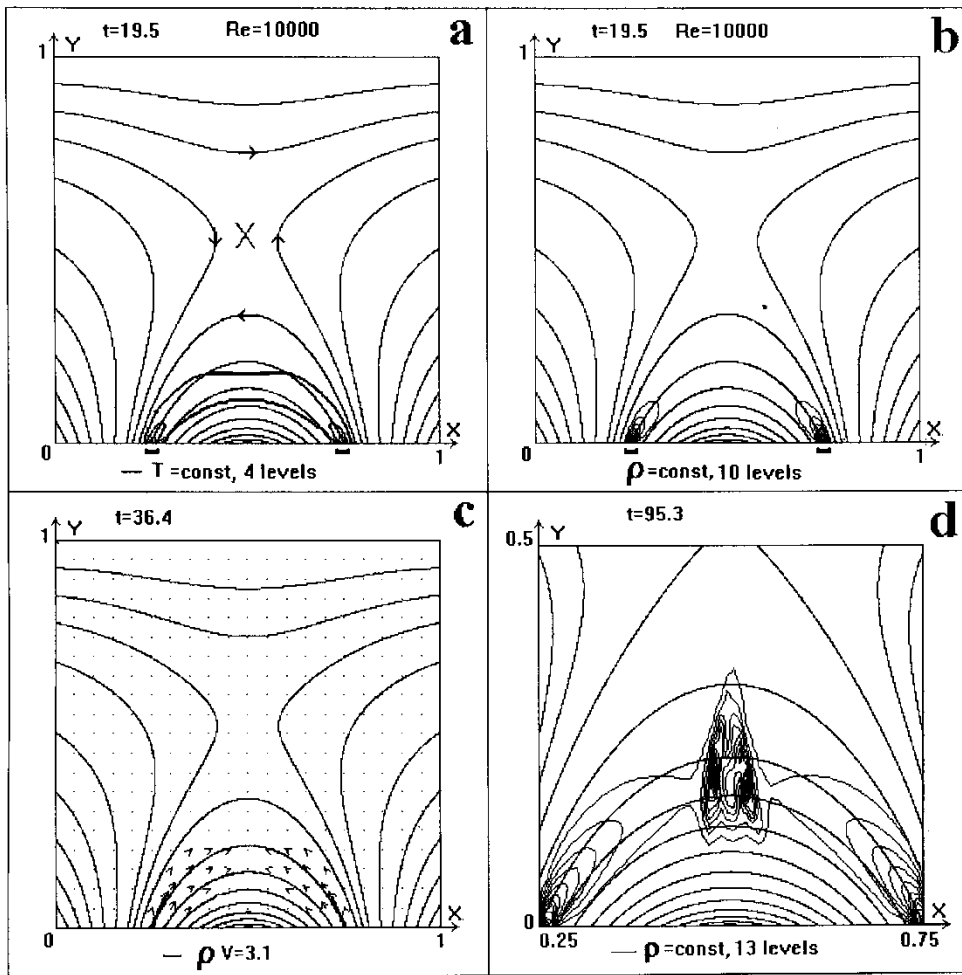 t=19.5 Re=10000 a
1 Y
X
0 1 X
— T =const, 4 levels
t=19.5 Re=10000 b
1 Y
0 1 X
ρ=const, 10 levels
t=36.4 c
1 Y
0 1 X
— ρ V=3.1
t=95.3 d
0.5 Y
0 X
0.25 0.75
— ρ=const, 13 levels